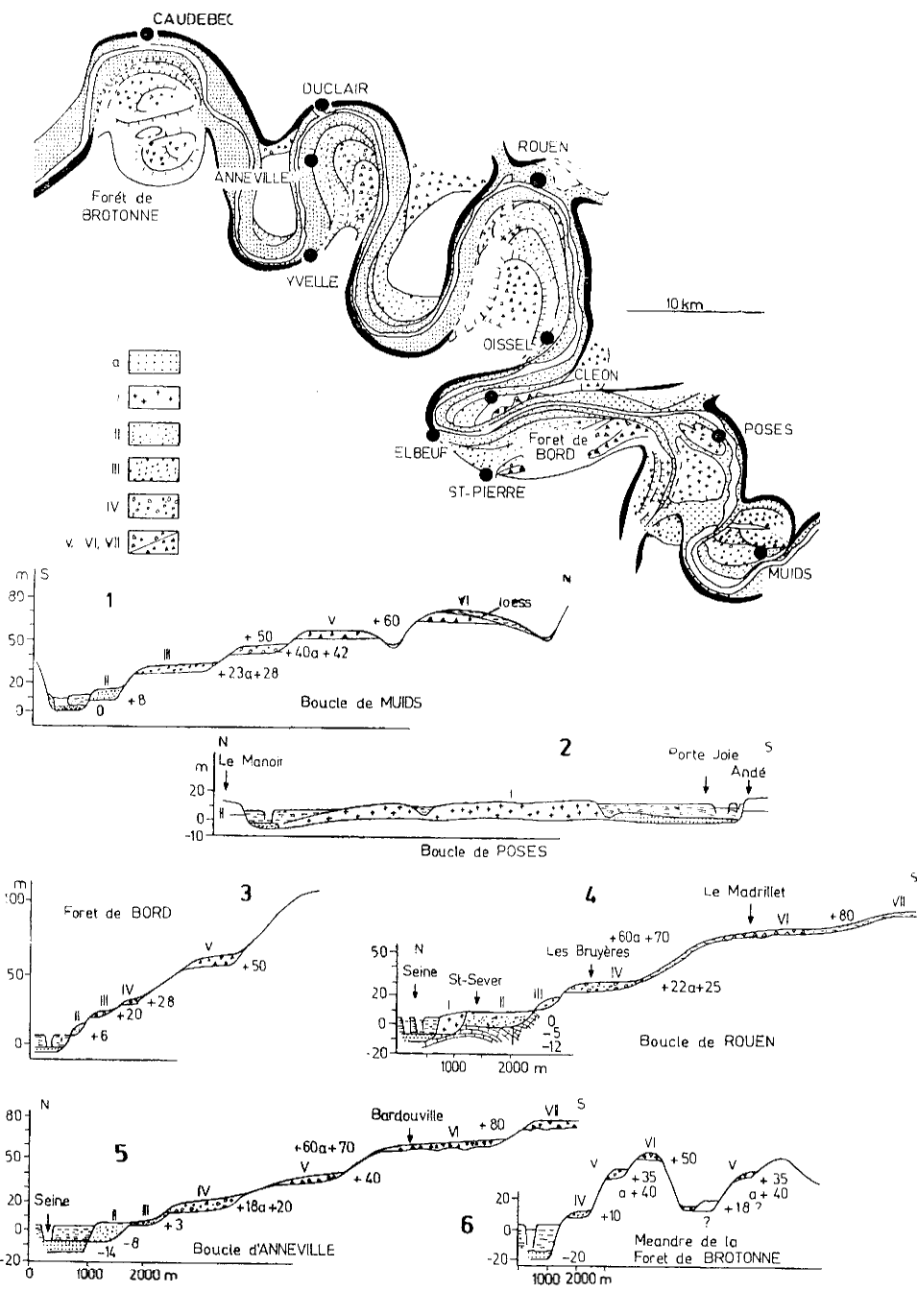 CAUDEBEC
DUCLAIR
ROUEN
ANNEVILLE
Forêt de
BROTONNE
YVELLE
10 km
OISSEL
CLEON
a
I
II
III
IV
V, VI, VII
ELBEUF
Foret de
BORD
POSES
ST-PIERRE
MUIDS
m S
N
80
50
20
0
1
II
III
+50
V
+60
VI
loess
0
+8
+23a+28
+40a+42
Boucle de MUIDS
N
2
S
Le Manoir
Porte Joie
Andé
m
20
0
-10
I
Boucle de POSES
m
100
50
0
3
Foret de BORD
II
III
IV
V
+6
+20
+28
+50
4
S
Le Madrillet
VII
VI
+80
+60a+70
N
Seine
St-Sever
Les Bruyères
50
20
0
-20
I
II
III
IV
0
-5
-12
+22a+25
Boucle de ROUEN
1000 2000 m
N
S
80
50
20
0
-20
5
Bardouville
+60a+70
VI
+80
VII
Seine
II
III
IV
V
-14
-8
+3
+18a+20
+40
Boucle d'ANNEVILLE
0 1000 2000 m
6
20
0
-20
IV
V
VI
+50
V
+10
+35
a+40
+35
a+40
+18 ?
?
-20
Meandre de la
Foret de BROTONNE
1000 2000 m